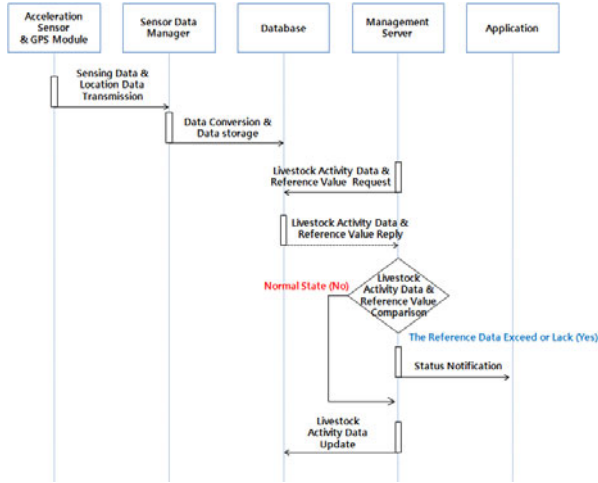 Acceleration
Sensor
& GPS Module
Sensor Data
Manager
Database
Management
Server
Application
Sensing Data &
Location Data
Transmission
Data Conversion &
Data storage
Livestock Activity Data &
Reference Value Request
Livestock Activity Data &
Reference Value Reply
Normal State (No)
Livestock
Activity Data &
Reference Value
Comparison
The Reference Data Exceed or Lack (Yes)
Status Notification
Livestock
Activity Data
Update